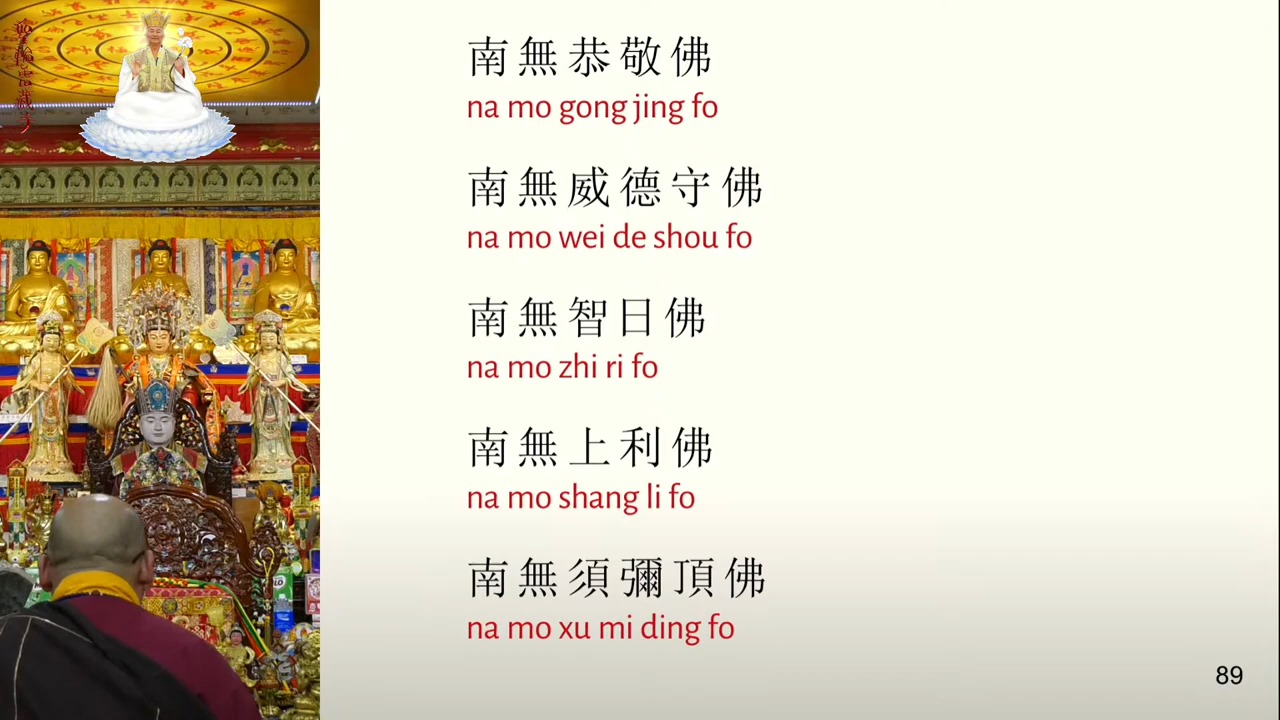 南無恭敬佛
na mo gong jing fo
南無威德守佛
na mo wei de shou fo
南無智日佛
na mo zhi ri fo
南無上利佛
na mo shang li fo
南無須彌頂佛
na mo xu mi ding fo
89